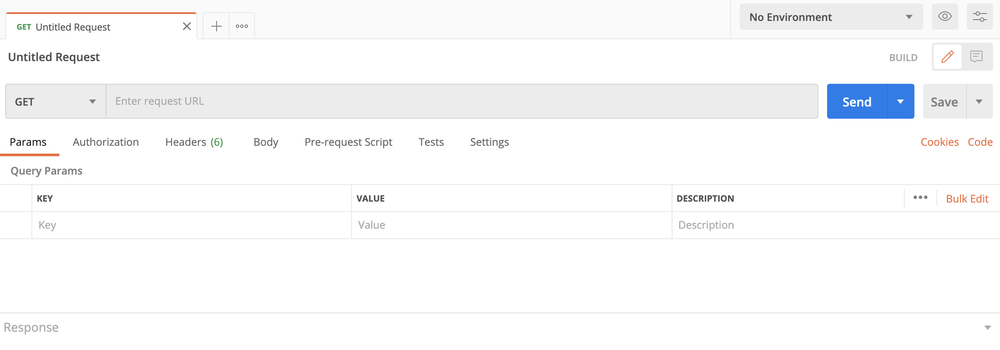 GET Untitled Request
No Environment
Untitled Request
BUILD
GET Enter request URL Send Save
Params Authorization Headers (6) Body Pre-request Script Tests Settings Cookies Code
Query Params
KEY VALUE DESCRIPTION Bulk Edit
Key Value Description
Response